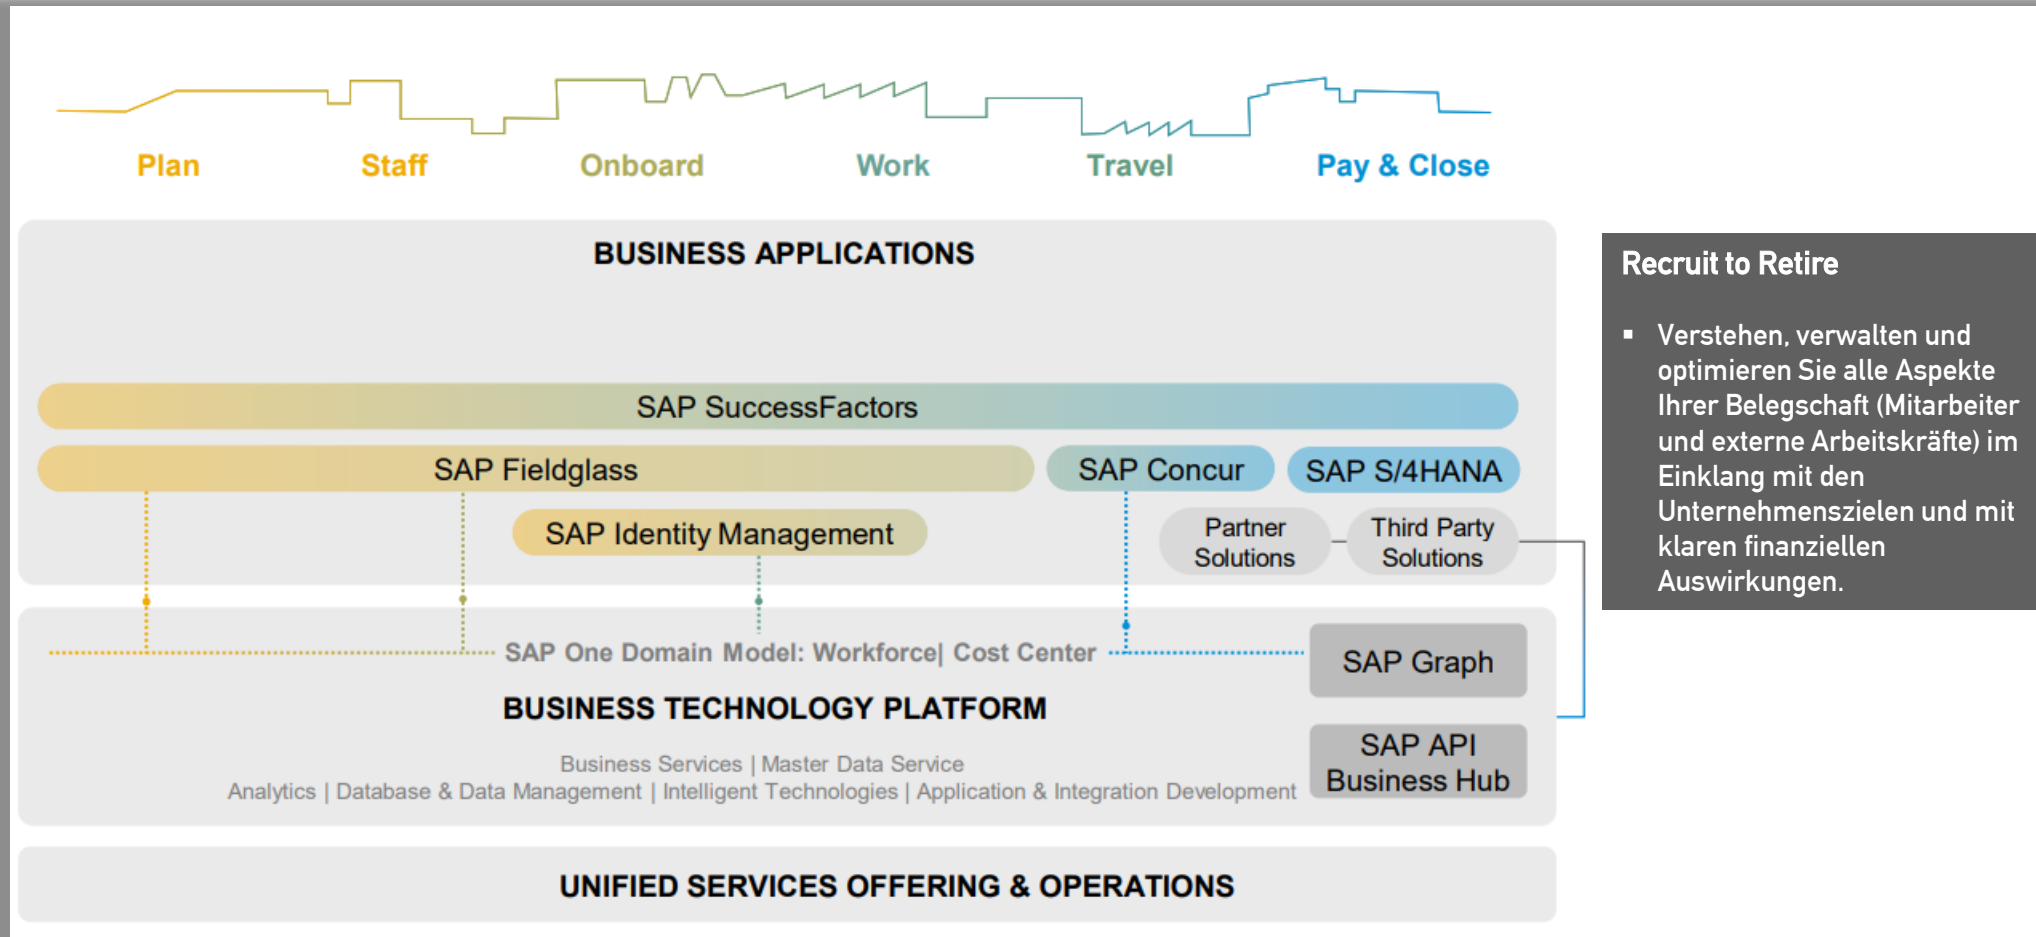 Plan
Staff
Onboard
Work
Travel
Pay & Close
BUSINESS APPLICATIONS
SAP SuccessFactors
SAP Fieldglass
SAP Concur
SAP S/4HANA
SAP Identity Management
Partner
Solutions
Third Party
Solutions
SAP One Domain Model: Workforce| Cost Center
SAP Graph
BUSINESS TECHNOLOGY PLATFORM
SAP API
Business Hub
Business Services | Master Data Service
Analytics | Database & Data Management | Intelligent Technologies | Application & Integration Development
UNIFIED SERVICES OFFERING & OPERATIONS
Recruit to Retire
▪ Verstehen, verwalten und
optimieren Sie alle Aspekte
Ihrer Belegschaft (Mitarbeiter
und externe Arbeitskräfte) im
Einklang mit den
Unternehmenszielen und mit
klaren finanziellen
Auswirkungen.